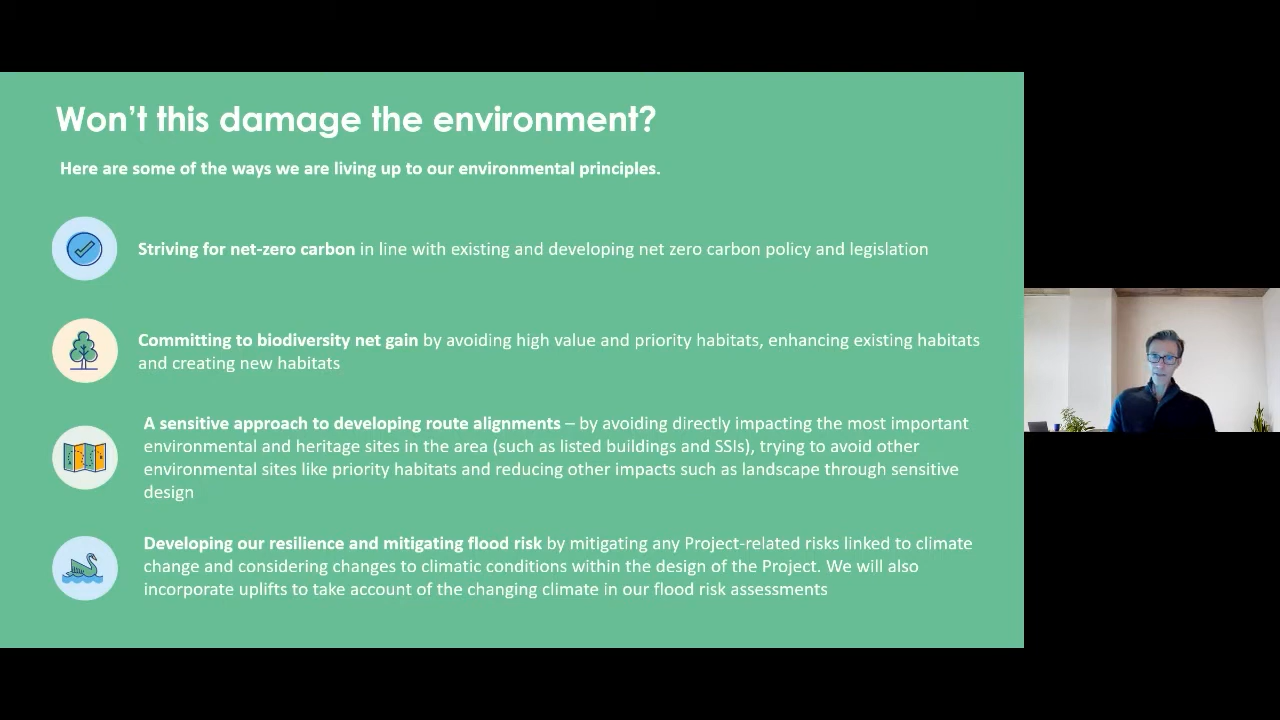 Won't this damage the environment?
Here are some of the ways we are living up to our environmental principles.
Striving for net-zero carbon in line with existing and developing net zero carbon policy and legislation
Committing to biodiversity net gain by avoiding high value and priority habitats, enhancing existing habitats
and creating new habitats
A sensitive approach to developing route alignments – by avoiding directly impacting the most important
environmental and heritage sites in the area (such as listed buildings and SSIs), trying to avoid other
environmental sites like priority habitats and reducing other impacts such as landscape through sensitive
design
Developing our resilience and mitigating flood risk by mitigating any Project-related risks linked to climate
change and considering changes to climatic conditions within the design of the Project. We will also
incorporate uplifts to take account of the changing climate in our flood risk assessments